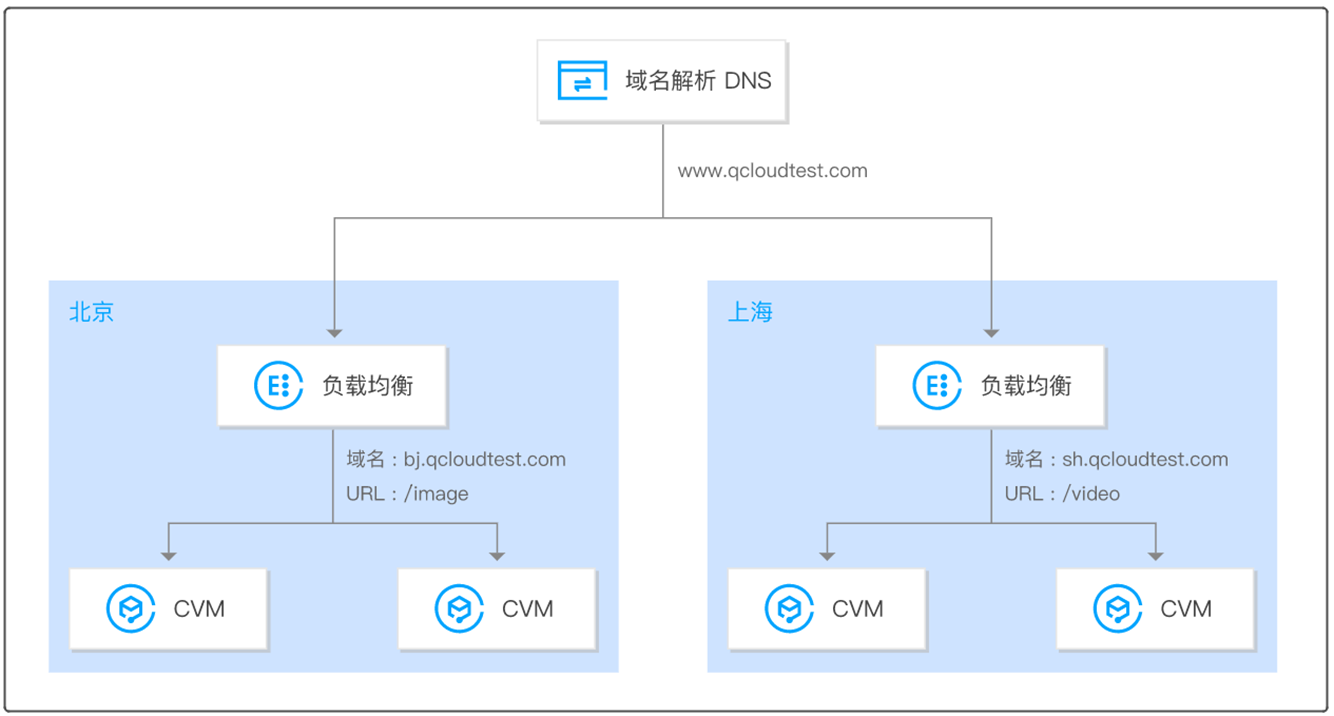 域名解析 DNS
www.qcloudtest.com
北京
负载均衡
域名：bj.qcloudtest.com
URL：/image
CVM
CVM
上海
负载均衡
域名：sh.qcloudtest.com
URL：/video
CVM
CVM